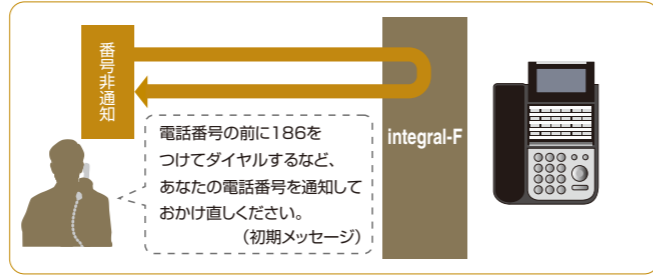 番号非通知
integral-F
電話番号の前に186を
つけてダイヤルするなど、
あなたの電話番号を通知して
おかけ直しください。
（初期メッセージ）